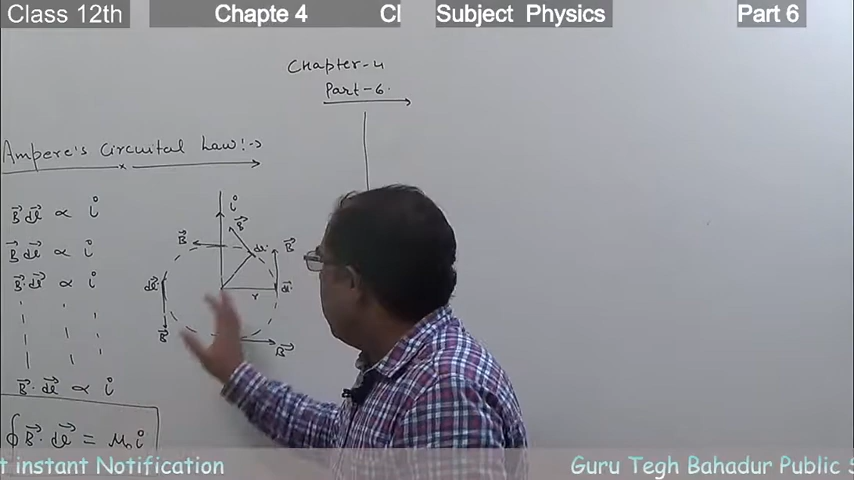 Class 12th Chapte 4 Cl Subject Physics Part 6
Chapter-4
Part-6.
Ampere's Circuital Law:→
B⃗ dl⃗ ∝ i
B⃗ dl⃗ ∝ i
B⃗·dl⃗ ∝ i
B⃗·dl⃗ ∝ i
∮B⃗·dl⃗ = μ₀i
i
B⃗
B⃗
dl⃗
B⃗
dl⃗
r
dl⃗
B⃗
B⃗
t instant Notification
Guru Tegh Bahadur Public S